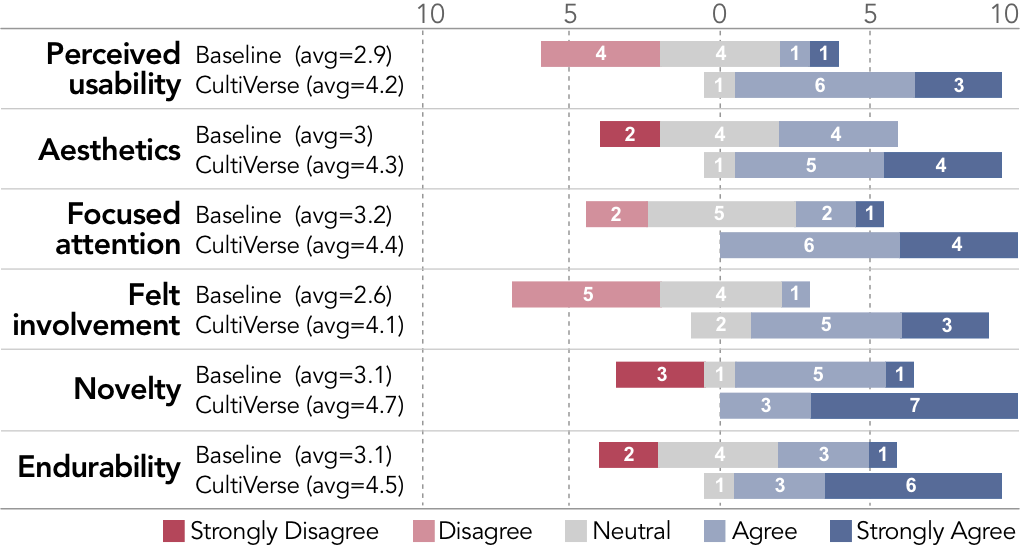 10 5 0 5 10
Perceived usability
Baseline (avg=2.9) 4 4 1 1
CultiVerse (avg=4.2) 1 6 3
Aesthetics
Baseline (avg=3) 2 4 4
CultiVerse (avg=4.3) 1 5 4
Focused attention
Baseline (avg=3.2) 2 5 2 1
CultiVerse (avg=4.4) 6 4
Felt involvement
Baseline (avg=2.6) 5 4 1
CultiVerse (avg=4.1) 2 5 3
Novelty
Baseline (avg=3.1) 3 1 5 1
CultiVerse (avg=4.7) 3 7
Endurability
Baseline (avg=3.1) 2 4 3 1
CultiVerse (avg=4.5) 1 3 6
Strongly Disagree Disagree Neutral Agree Strongly Agree